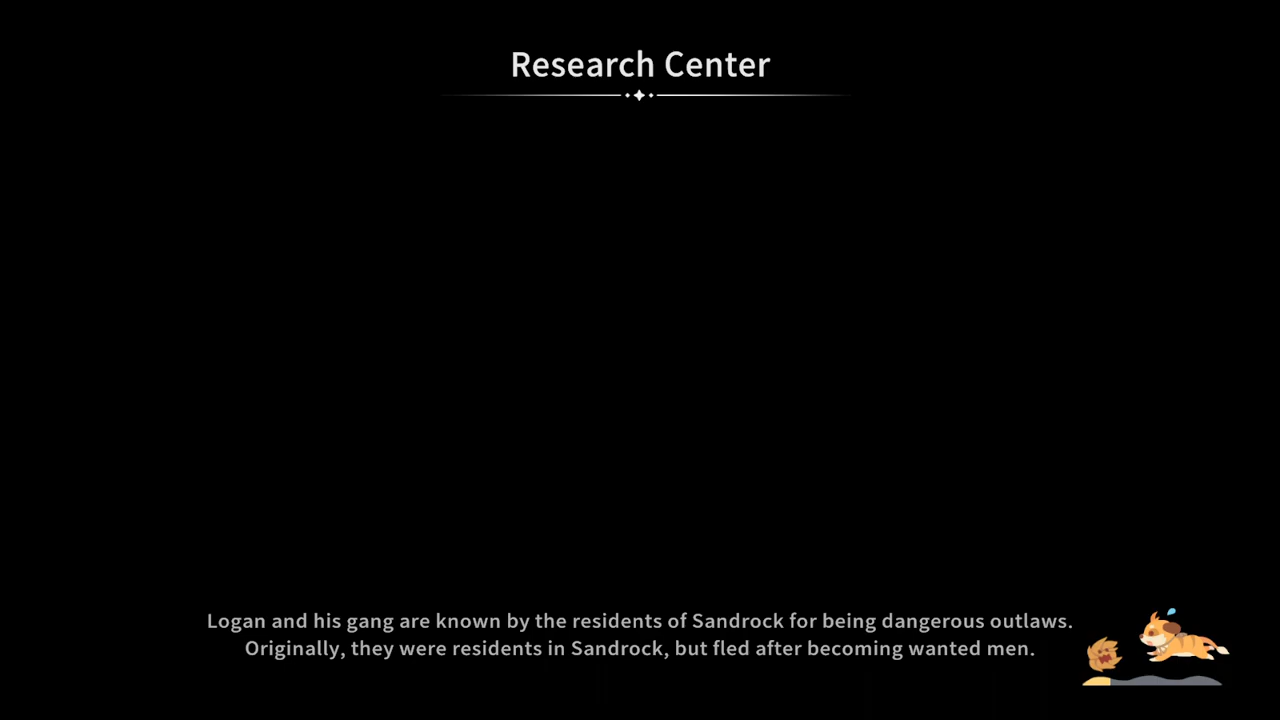 Research Center
Logan and his gang are known by the residents of Sandrock for being dangerous outlaws.
Originally, they were residents in Sandrock, but fled after becoming wanted men.